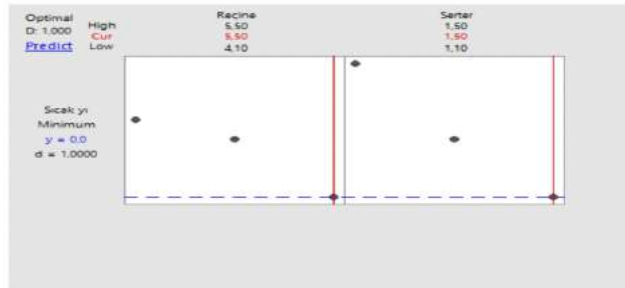 Optimal
D: 1.000
Predict
High
Cur
Low
Recine
5,50
5,50
4,10
Serter
1,50
1,50
1,10
Sıcak yı
Minimum
y = 0.0
d = 1.0000